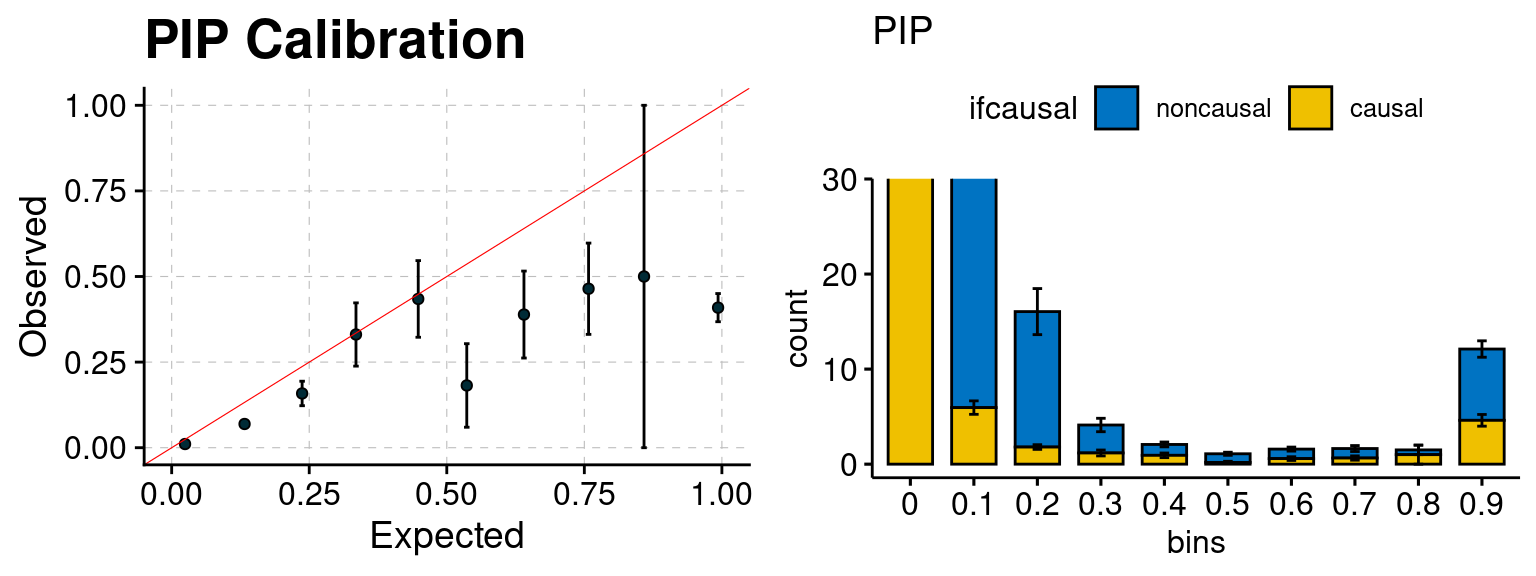 PIP Calibration
Observed
1.00
0.75
0.50
0.25
0.00
0.00 0.25 0.50 0.75 1.00
Expected
PIP
ifcausal noncausal causal
count
30
20
10
0
0 0.1 0.2 0.3 0.4 0.5 0.6 0.7 0.8 0.9
bins